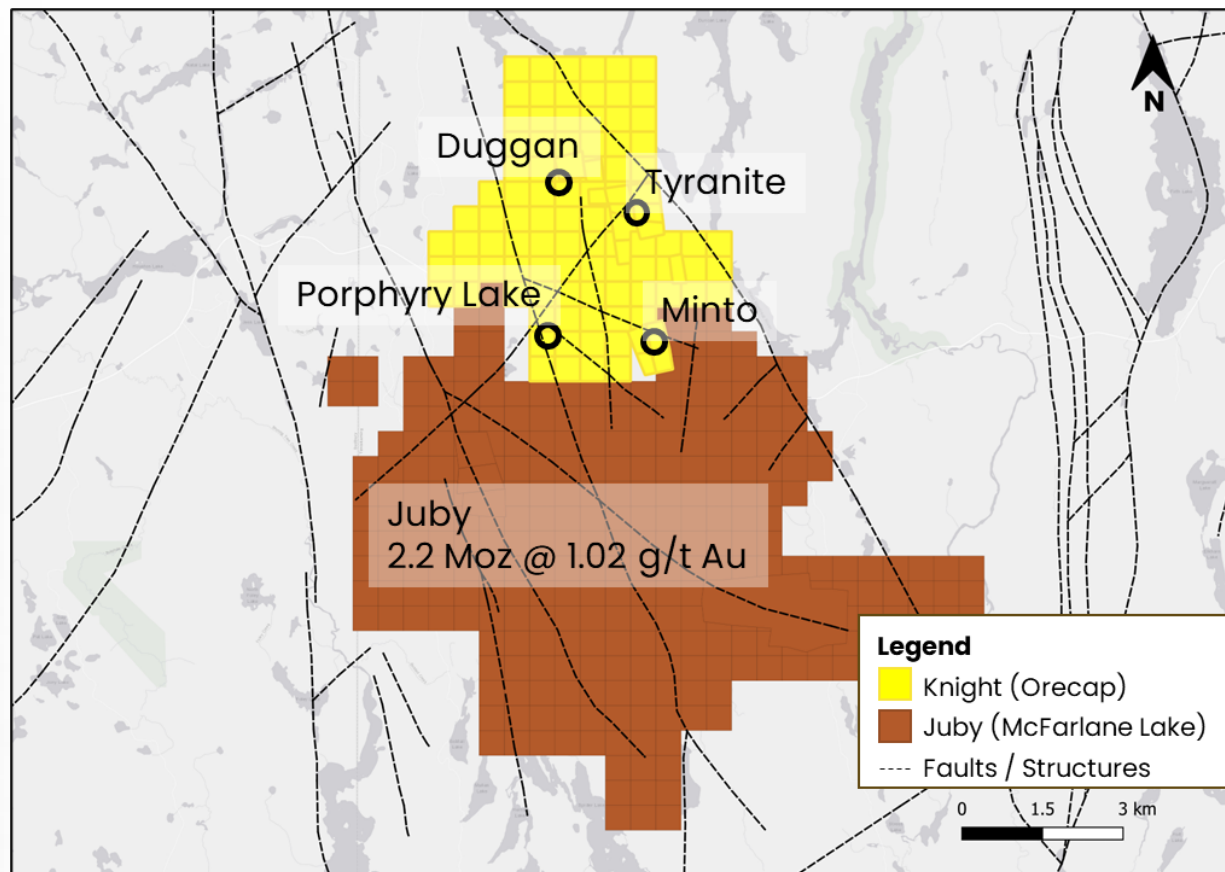 N
Duggan
Tyranite
Porphyry Lake
Minto
Juby
2.2 Moz @ 1.02 g/t Au
Legend
Knight (Orecap)
Juby (McFarlane Lake)
Faults / Structures
0 1.5 3 km